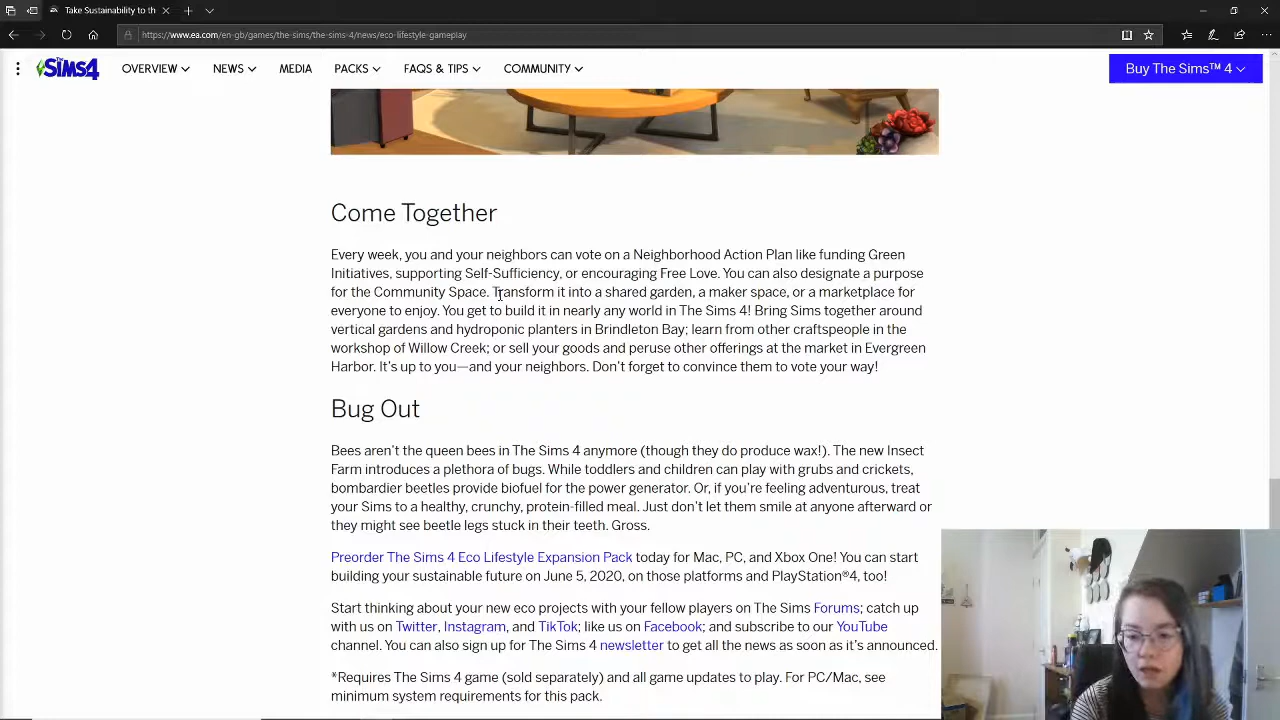 Take Sustainability to th
https://www.ea.com/en-gb/games/the-sims/the-sims-4/news/eco-lifestyle-gameplay
The SIMS 4
OVERVIEW
NEWS
MEDIA
PACKS
FAQS & TIPS
COMMUNITY
Buy The Sims™ 4
Come Together
Every week, you and your neighbors can vote on a Neighborhood Action Plan like funding Green
Initiatives, supporting Self-Sufficiency, or encouraging Free Love. You can also designate a purpose
for the Community Space. Transform it into a shared garden, a maker space, or a marketplace for
everyone to enjoy. You get to build it in nearly any world in The Sims 4! Bring Sims together around
vertical gardens and hydroponic planters in Brindleton Bay; learn from other craftspeople in the
workshop of Willow Creek; or sell your goods and peruse other offerings at the market in Evergreen
Harbor. It's up to you—and your neighbors. Don't forget to convince them to vote your way!
Bug Out
Bees aren't the queen bees in The Sims 4 anymore (though they do produce wax!). The new Insect
Farm introduces a plethora of bugs. While toddlers and children can play with grubs and crickets,
bombardier beetles provide biofuel for the power generator. Or, if you're feeling adventurous, treat
your Sims to a healthy, crunchy, protein-filled meal. Just don't let them smile at anyone afterward or
they might see beetle legs stuck in their teeth. Gross.
Preorder The Sims 4 Eco Lifestyle Expansion Pack today for Mac, PC, and Xbox One! You can start
building your sustainable future on June 5, 2020, on those platforms and PlayStation®4, too!
Start thinking about your new eco projects with your fellow players on The Sims Forums; catch up
with us on Twitter, Instagram, and TikTok; like us on Facebook; and subscribe to our YouTube
channel. You can also sign up for The Sims 4 newsletter to get all the news as soon as it's announced.
*Requires The Sims 4 game (sold separately) and all game updates to play. For PC/Mac, see
minimum system requirements for this pack.